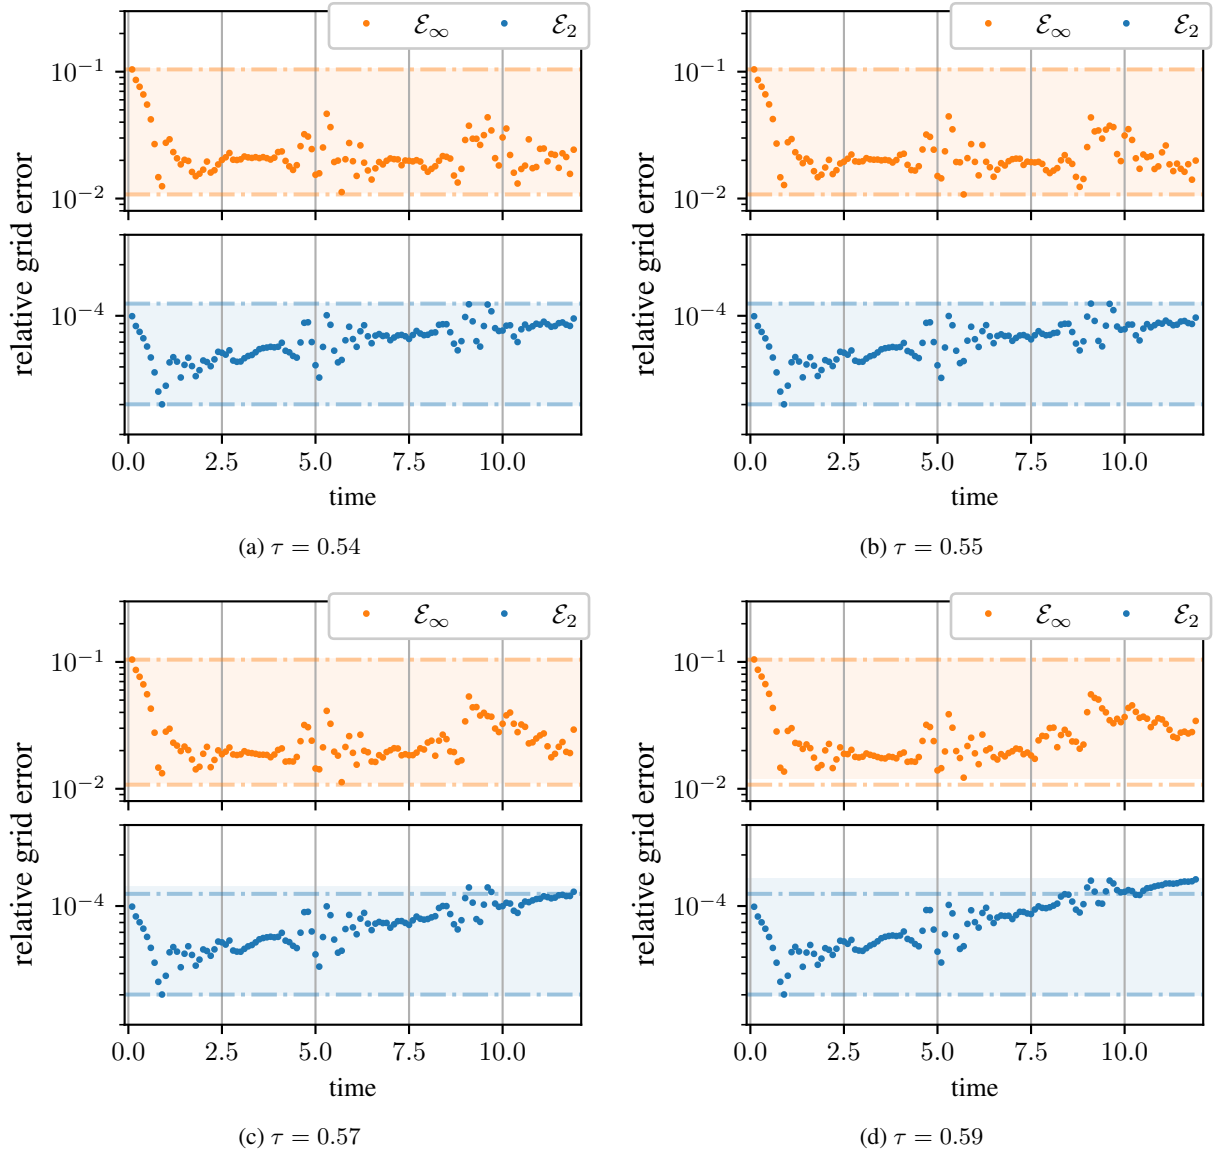 ℰ∞ ℰ2
10⁻¹
10⁻²
10⁻⁴
relative grid error
0.0 2.5 5.0 7.5 10.0
time
(a) τ = 0.54
ℰ∞ ℰ2
10⁻¹
10⁻²
10⁻⁴
relative grid error
0.0 2.5 5.0 7.5 10.0
time
(b) τ = 0.55
ℰ∞ ℰ2
10⁻¹
10⁻²
10⁻⁴
relative grid error
0.0 2.5 5.0 7.5 10.0
time
(c) τ = 0.57
ℰ∞ ℰ2
10⁻¹
10⁻²
10⁻⁴
relative grid error
0.0 2.5 5.0 7.5 10.0
time
(d) τ = 0.59